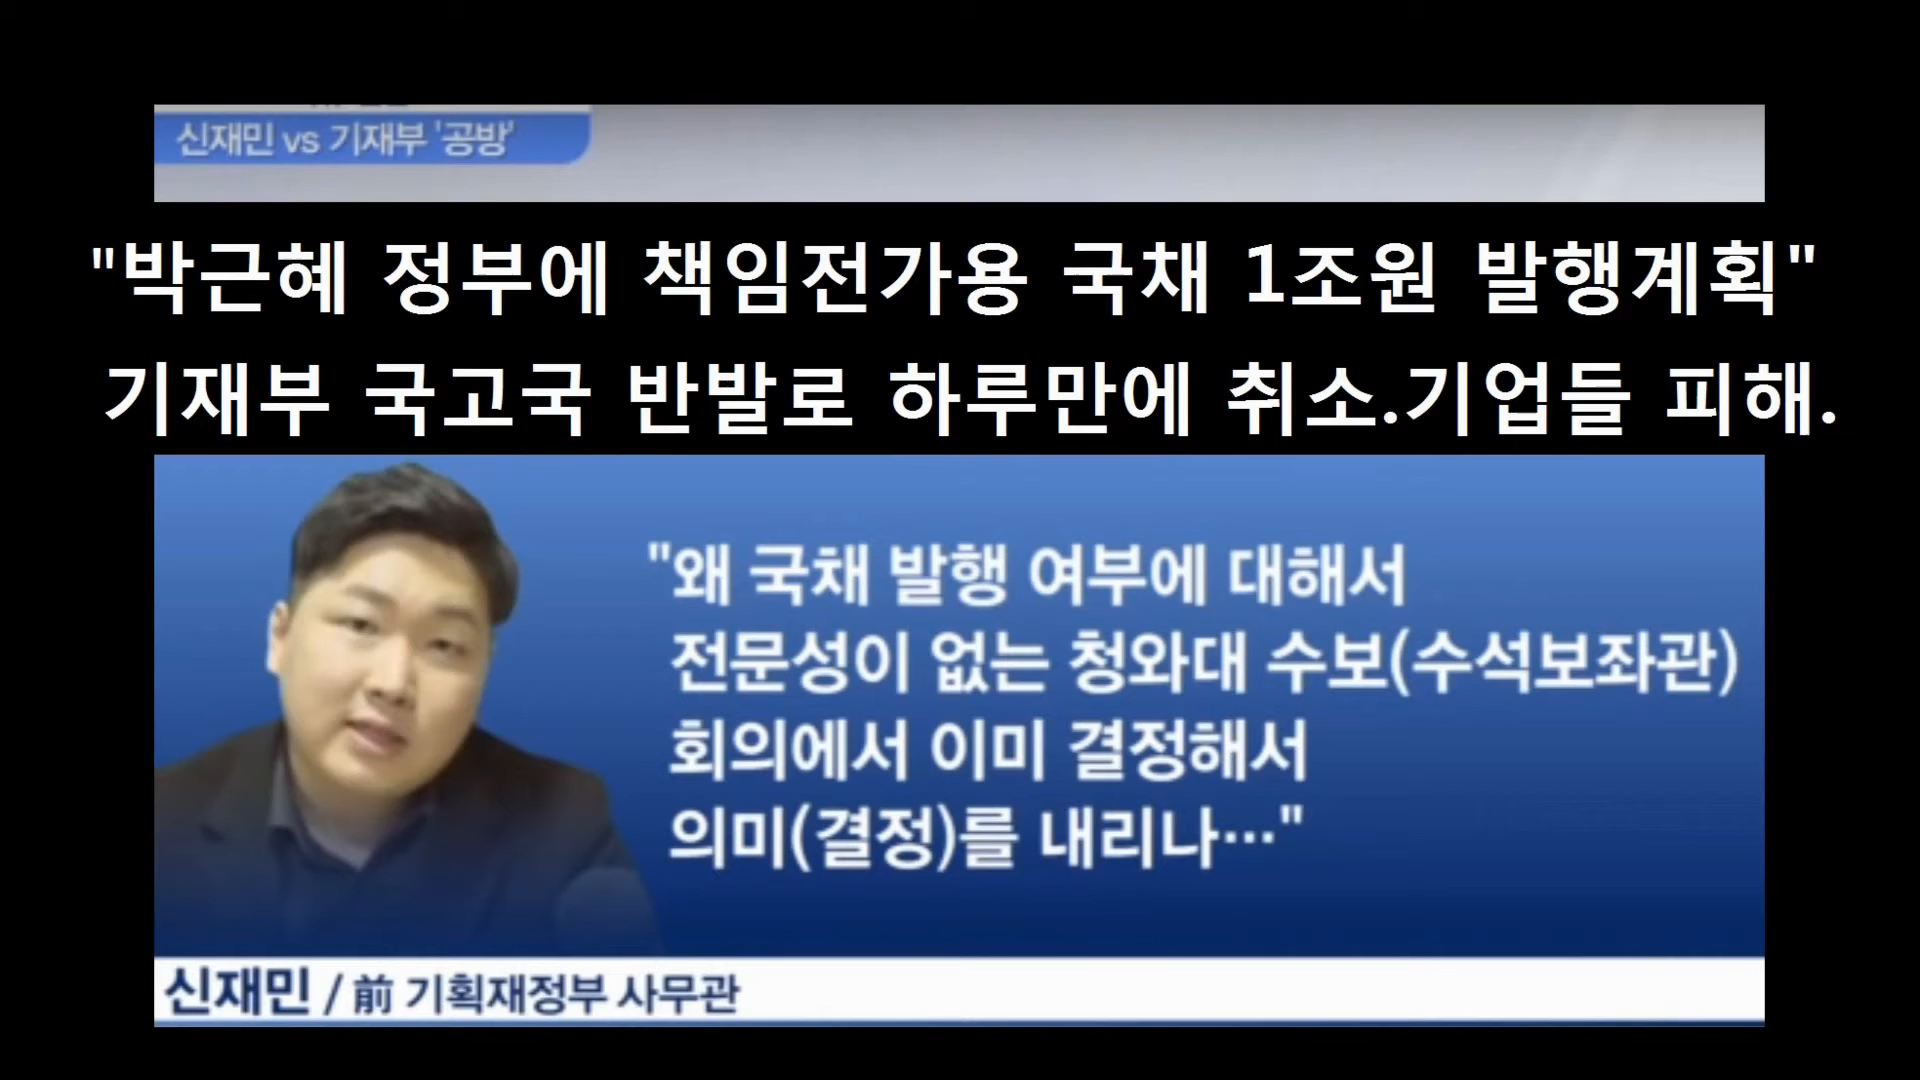 신재민 vs 기재부 '공방'
"박근혜 정부에 책임전가용 국채 1조원 발행계획"
기재부 국고국 반발로 하루만에 취소.기업들 피해.
"왜 국채 발행 여부에 대해서
전문성이 없는 청와대 수보(수석보좌관)
회의에서 이미 결정해서
의미(결정)를 내리나…"
신재민 / 前 기획재정부 사무관